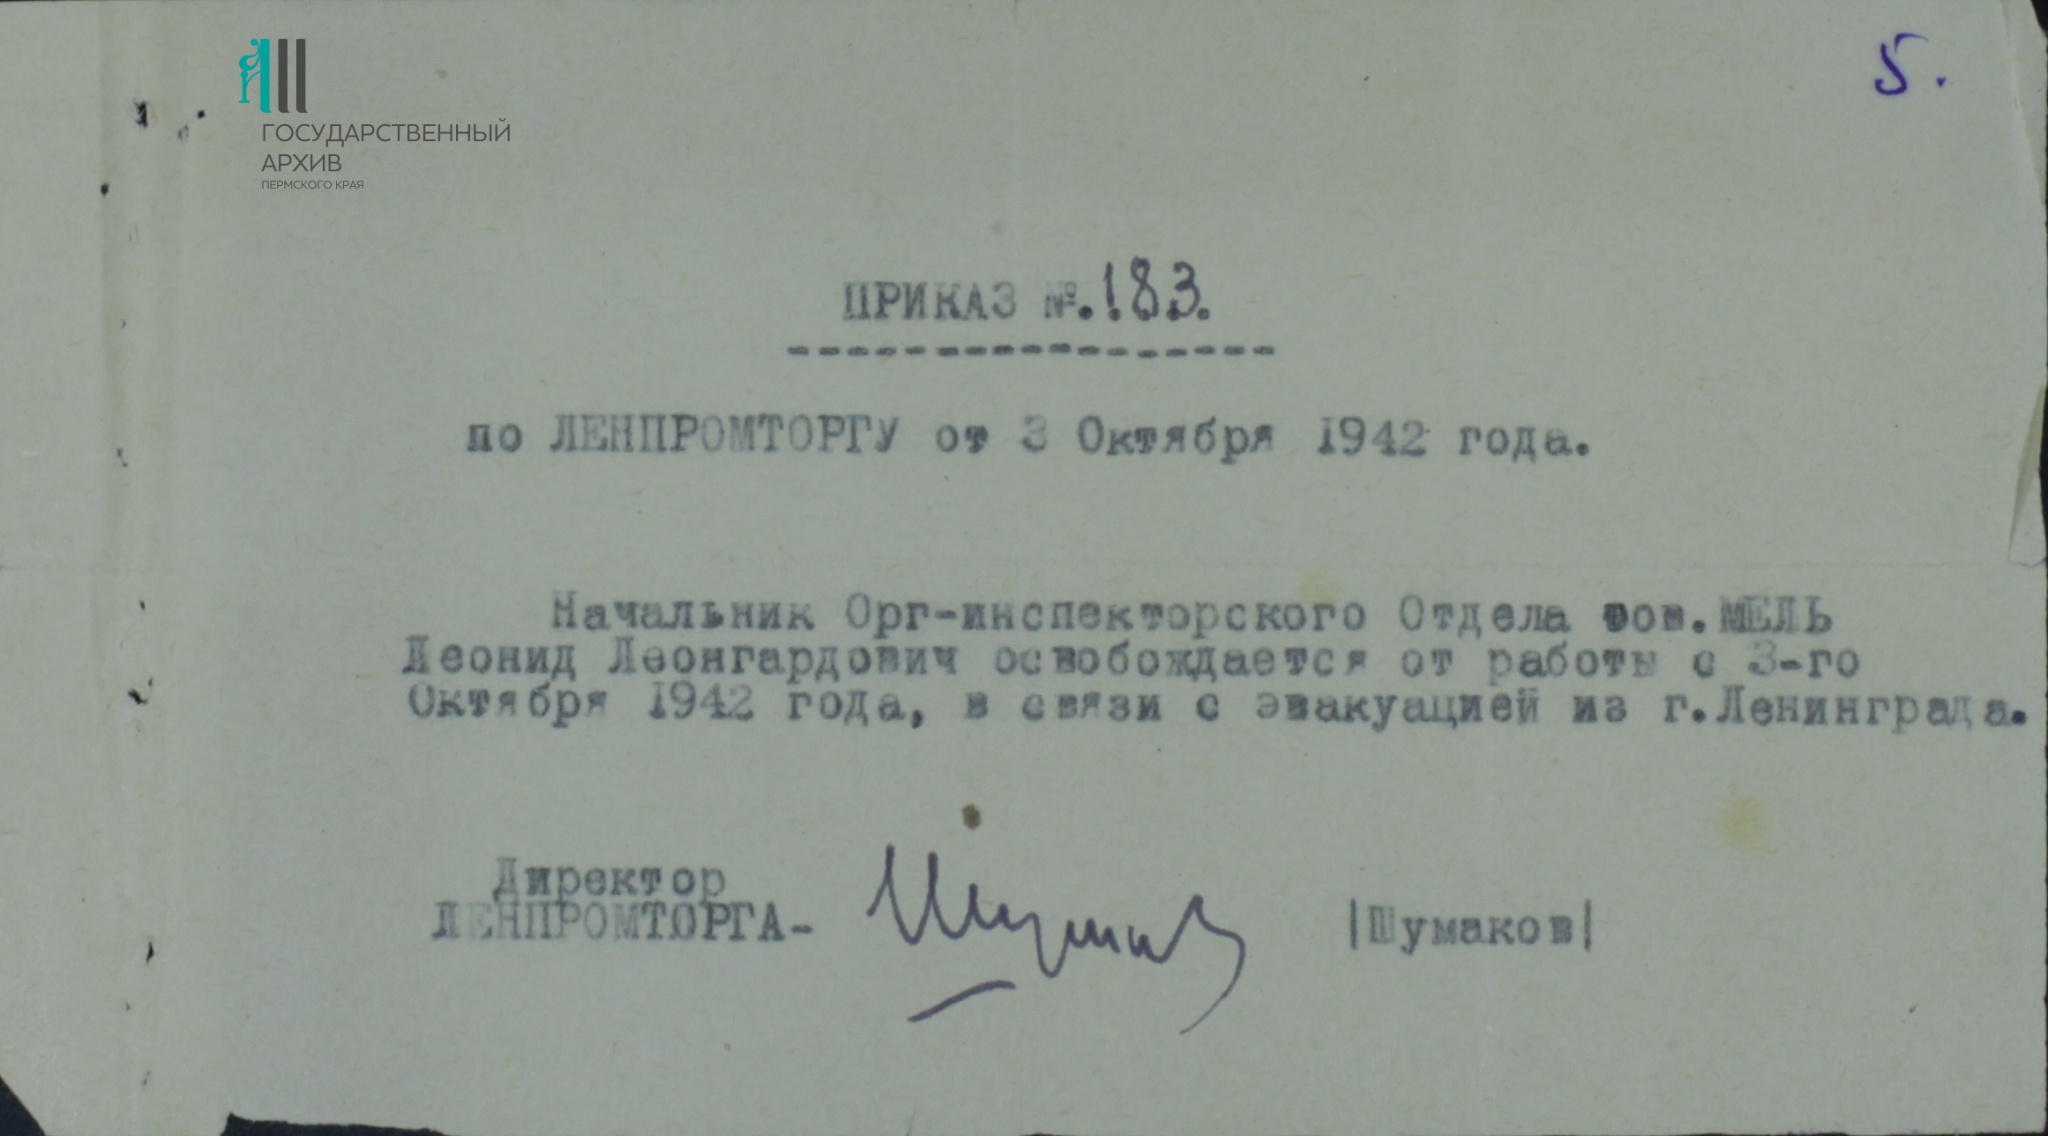 5.
ГОСУДАРСТВЕННЫЙ
АРХИВ
ПЕРМСКОГО КРАЯ
ПРИКАЗ №.183.
-----------------
по ЛЕНПРОМТОРГУ от 3 Октября 1942 года.
Начальник Орг-инспекторского Отдела тов.МЕЛЬ
Леонид Леонгардович освобождается от работы с 3-го
Октября 1942 года, в связи с эвакуацией из г.Ленинграда.
Директор
ЛЕНПРОМТОРГА- Шумаков |Шумаков|